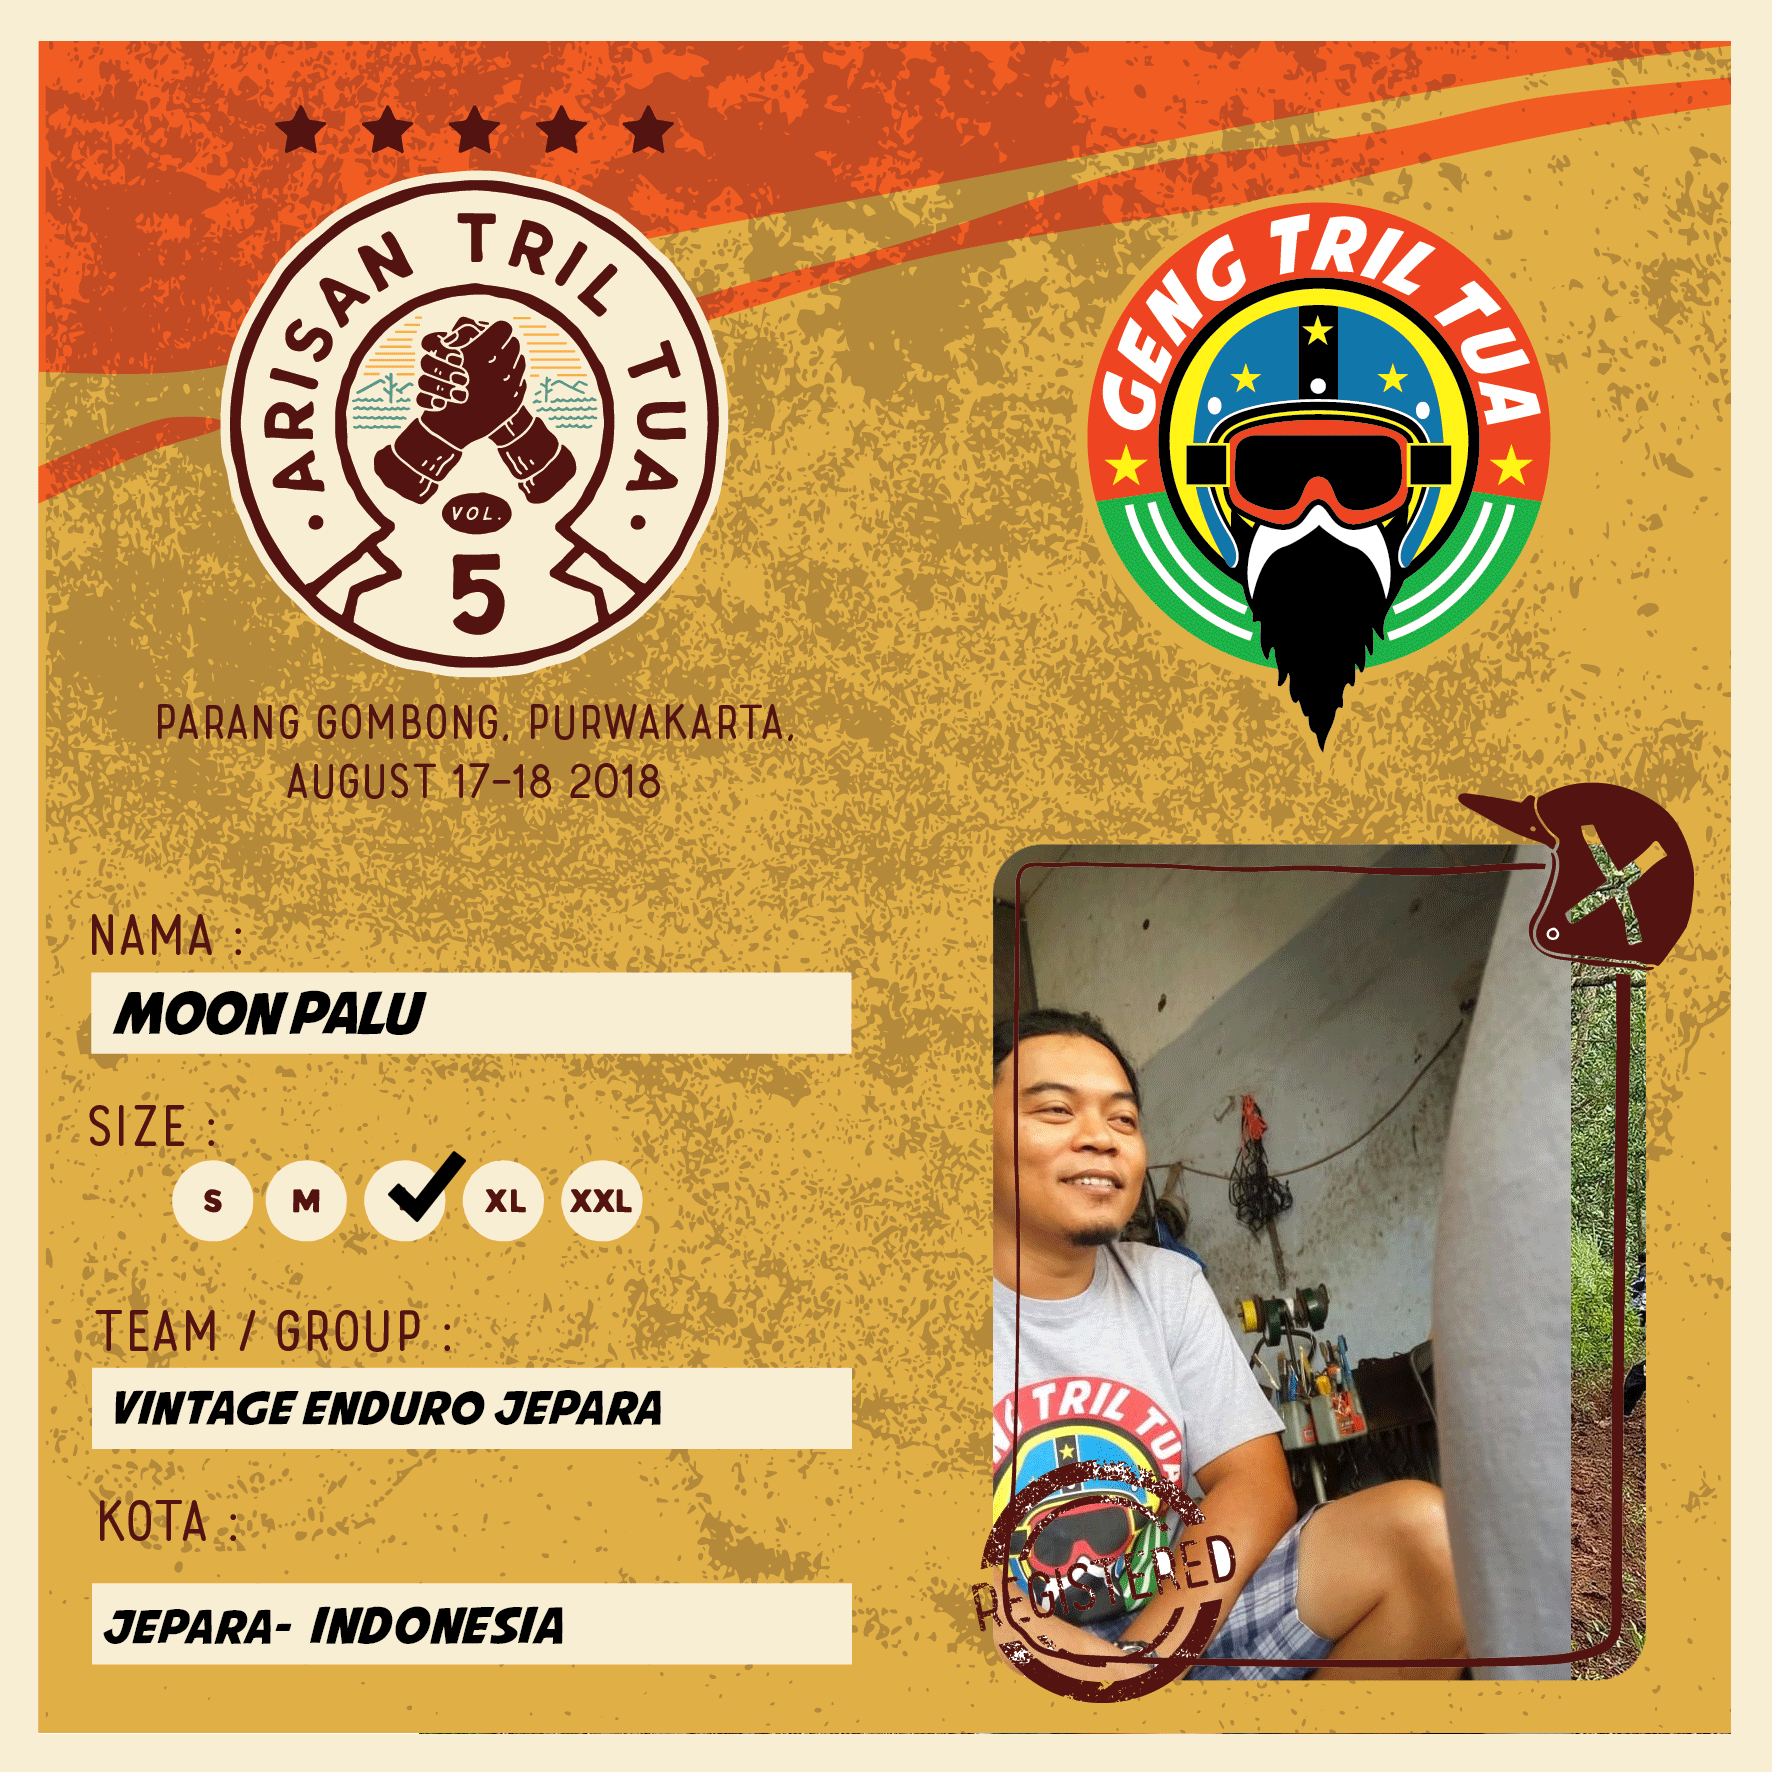 ARISAN TRIL TUA
VOL.
5
GENG TRIL TUA
PARANG GOMBONG, PURWAKARTA,
AUGUST 17-18 2018
NAMA :
MOON PALU
SIZE :
S M XL XXL
TEAM / GROUP :
VINTAGE ENDURO JEPARA
KOTA :
JEPARA- INDONESIA
TRIL TUA
REGISTERED